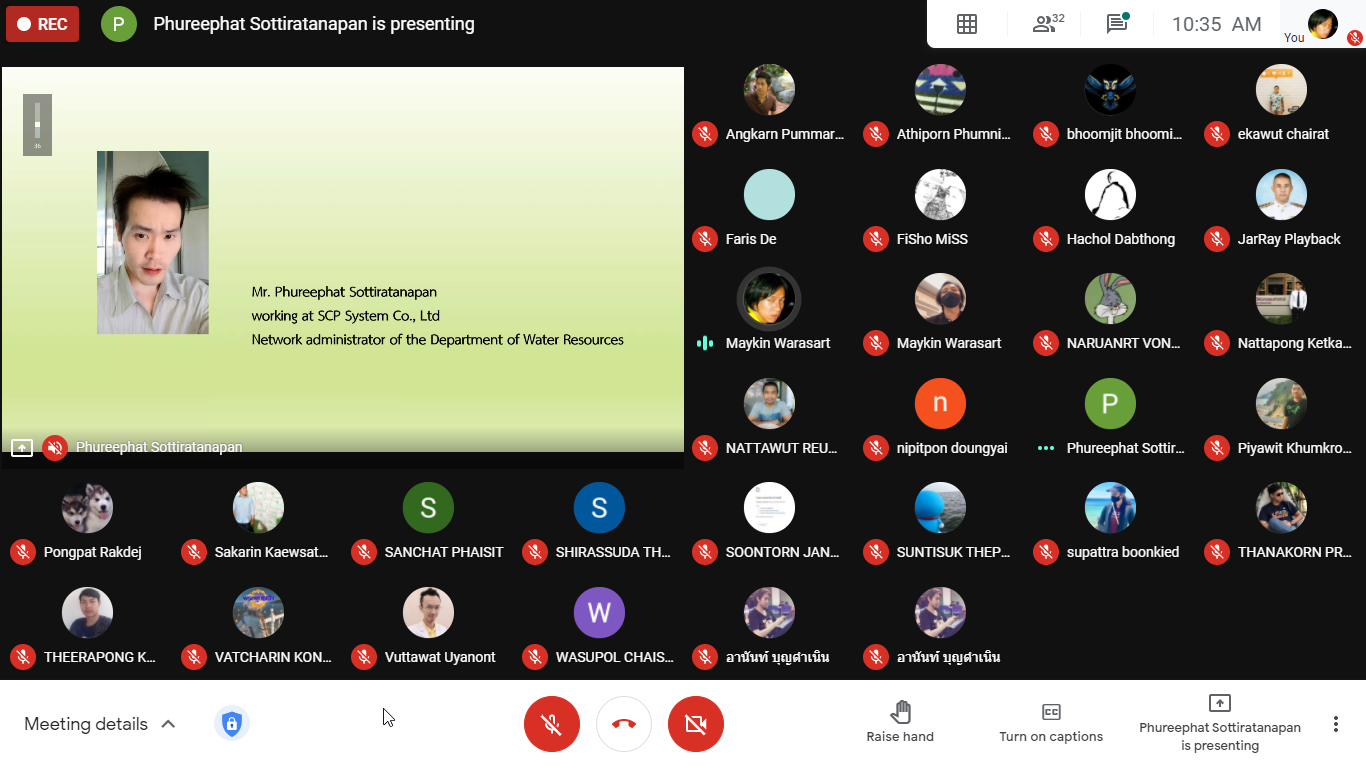 REC
P
Phureephat Sottiratanapan is presenting
32
10:35 AM
You
36
Mr. Phureephat Sottiratanapan
working at SCP System Co., Ltd
Network administrator of the Department of Water Resources
Phureephat Sottiratanapan
Angkarn Pummar...
Athiporn Phumni...
bhoomjit bhoomi...
ekawut chairat
Faris De
FiSho MiSS
Hachol Dabthong
JarRay Playback
Maykin Warasart
Maykin Warasart
NARUANRT VON...
Nattapong Ketka...
n
P
NATTAWUT REU...
nipitpon doungyai
Phureephat Sottir...
Piyawit Khumkro...
S
S
Pongpat Rakdej
Sakarin Kaewsat...
SANCHAT PHAISIT
SHIRASSUDA TH...
SOONTORN JAN...
SUNTISUK THEP...
supattra boonkied
THANAKORN PR...
W
THEERAPONG K...
VATCHARIN KON...
Vuttawat Uyanont
WASUPOL CHAIS...
อานันท์ บุญดำเนิน
อานันท์ บุญดำเนิน
Meeting details
Raise hand
CC
Turn on captions
Phureephat Sottiratanapan
is presenting